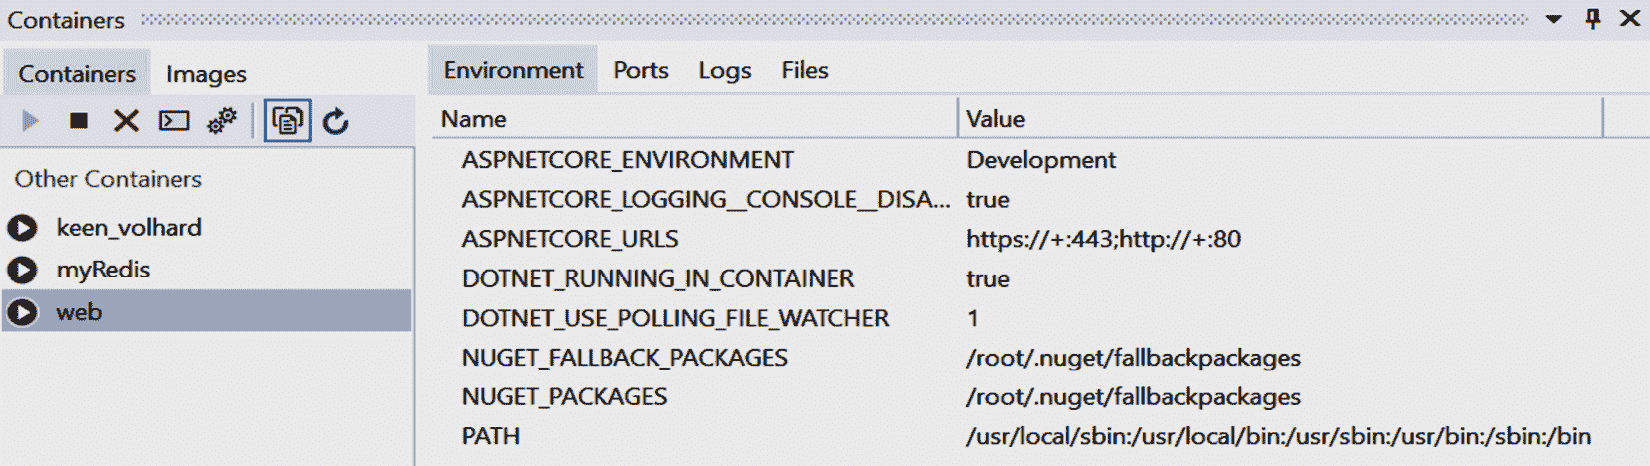 Containers
Containers Images
Other Containers
keen_volhard
myRedis
web
Environment Ports Logs Files
Name Value
ASPNETCORE_ENVIRONMENT Development
ASPNETCORE_LOGGING__CONSOLE__DISA... true
ASPNETCORE_URLS https://+:443;http://+:80
DOTNET_RUNNING_IN_CONTAINER true
DOTNET_USE_POLLING_FILE_WATCHER 1
NUGET_FALLBACK_PACKAGES /root/.nuget/fallbackpackages
NUGET_PACKAGES /root/.nuget/fallbackpackages
PATH /usr/local/sbin:/usr/local/bin:/usr/sbin:/usr/bin:/sbin:/bin